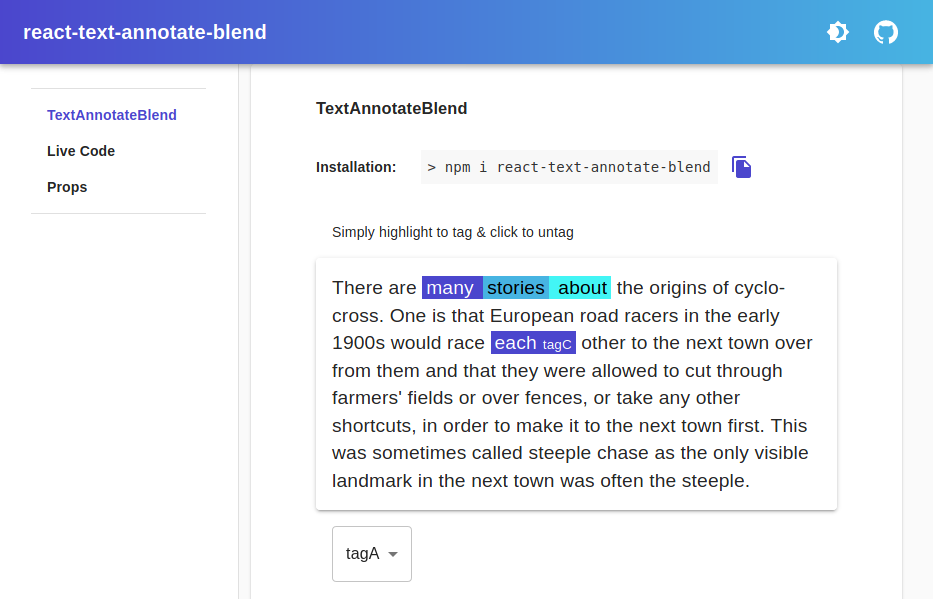 react-text-annotate-blend
TextAnnotateBlend
Live Code
Props
TextAnnotateBlend
Installation: > npm i react-text-annotate-blend
Simply highlight to tag & click to untag
There are many stories about the origins of cyclo-
cross. One is that European road racers in the early
1900s would race each tagC other to the next town over
from them and that they were allowed to cut through
farmers' fields or over fences, or take any other
shortcuts, in order to make it to the next town first. This
was sometimes called steeple chase as the only visible
landmark in the next town was often the steeple.
tagA